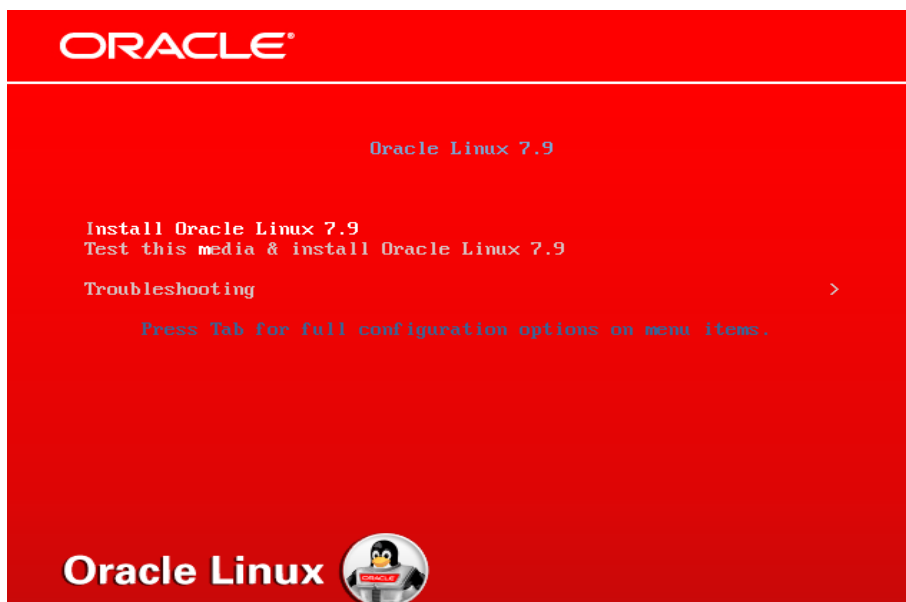 ORACLE®
Oracle Linux 7.9
Install Oracle Linux 7.9
Test this media & install Oracle Linux 7.9
Troubleshooting >
Press Tab for full configuration options on menu items.
Oracle Linux
ORACLE